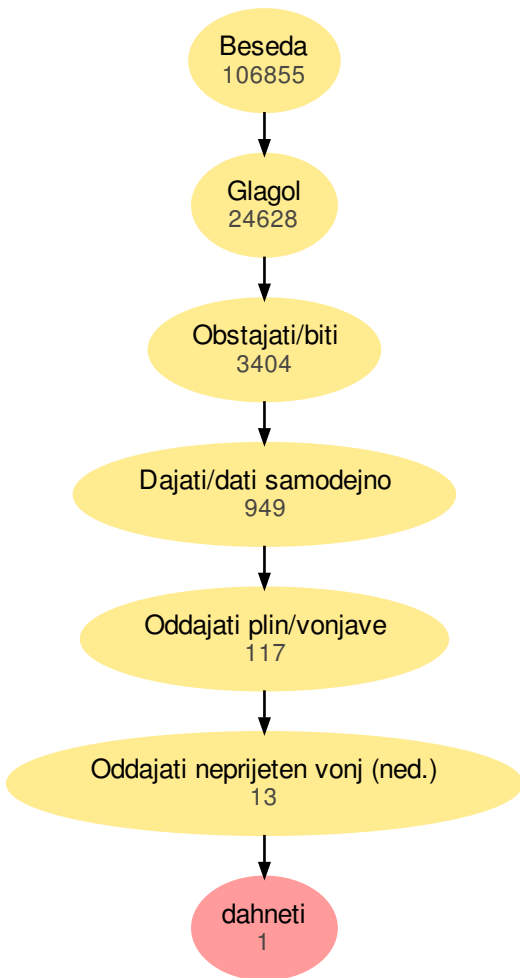 Beseda
106855
Glagol
24628
Obstajati/biti
3404
Dajati/dati samodejno
949
Oddajati plin/vonjave
117
Oddajati neprijeten vonj (ned.)
13
dahneti
1